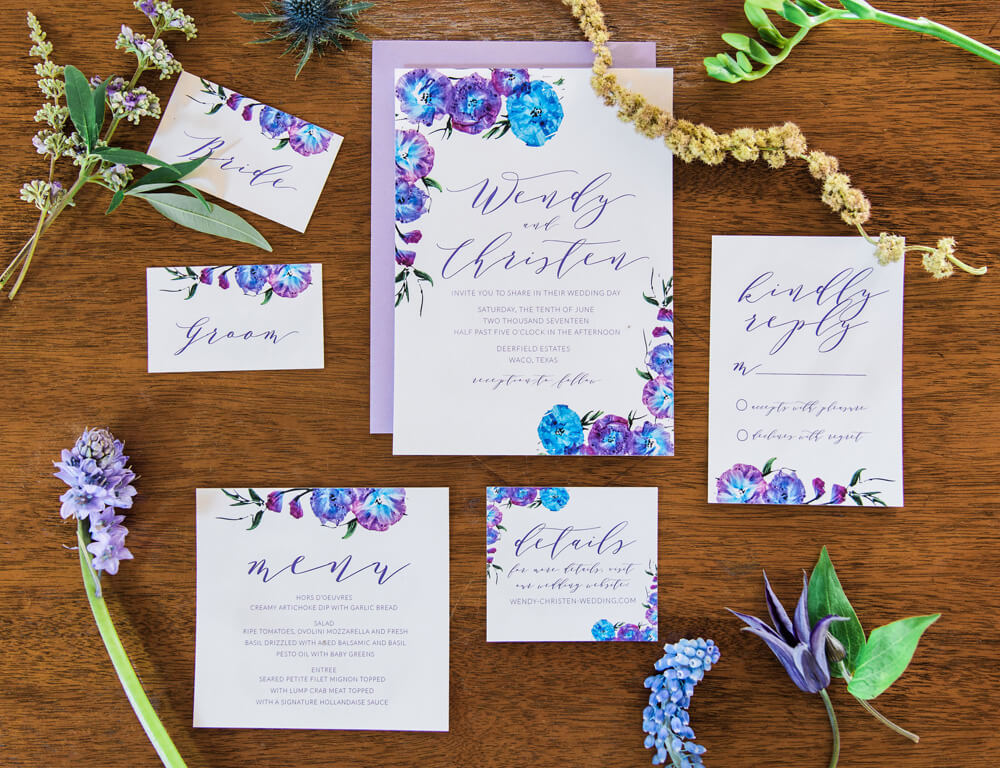 Bride
Groom
Wendy
and
Christen
INVITE YOU TO SHARE IN THEIR WEDDING DAY
SATURDAY, THE TENTH OF JUNE
TWO THOUSAND SEVENTEEN
HALF PAST FIVE O'CLOCK IN THE AFTERNOON
DEERFIELD ESTATES
WACO, TEXAS
reception to follow
kindly
reply
M
accepts with pleasure
declines with regret
menu
HORS D'OEUVRES
CREAMY ARTICHOKE DIP WITH GARLIC BREAD
SALAD
RIPE TOMATOES, OVOLINI MOZZARELLA AND FRESH
BASIL DRIZZLED WITH AGED BALSAMIC AND BASIL
PESTO OIL WITH BABY GREENS
ENTREE
SEARED PETITE FILET MIGNON TOPPED
WITH LUMP CRAB MEAT TOPPED
WITH A SIGNATURE HOLLANDAISE SAUCE
details
for more details, visit
our wedding website:
WENDY-CHRISTEN-WEDDING.COM